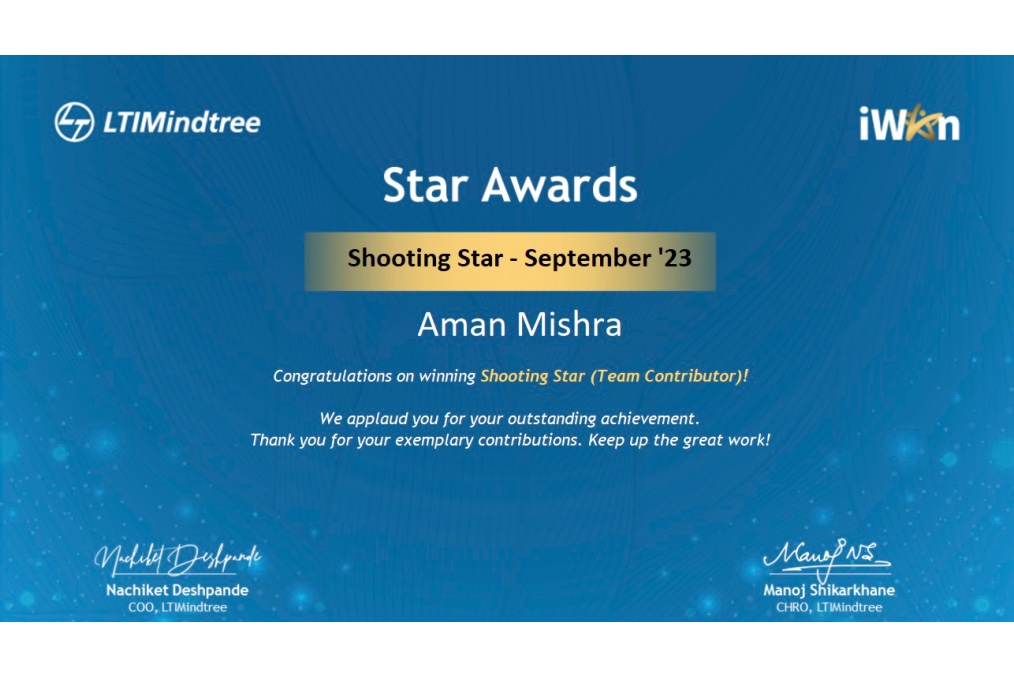 LTIMindtree
iWin
Star Awards
Shooting Star - September '23
Aman Mishra
Congratulations on winning Shooting Star (Team Contributor)!
We applaud you for your outstanding achievement.
Thank you for your exemplary contributions. Keep up the great work!
Nachiket Deshpande
Manoj NS
Nachiket Deshpande
Manoj Shikarkhane
COO, LTIMindtree
CHRO, LTIMindtree